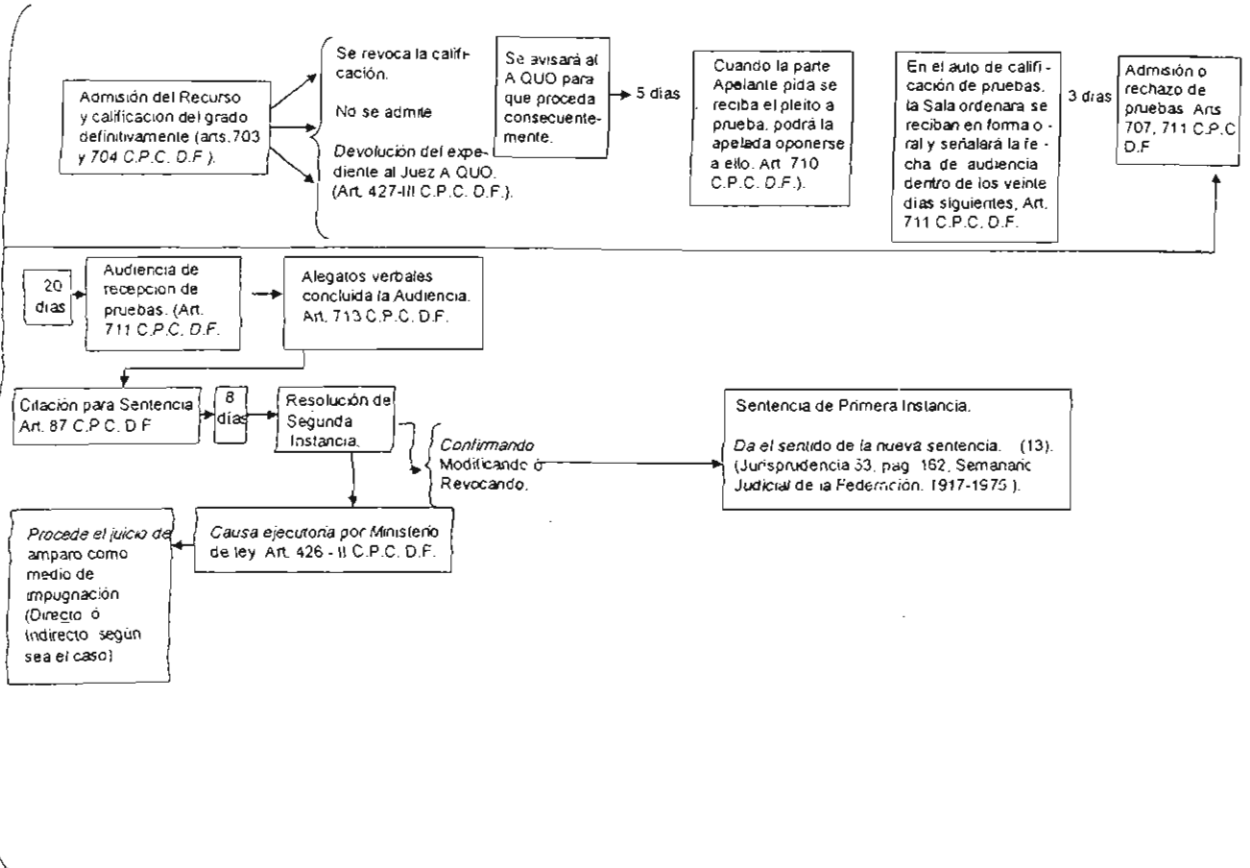 Admisión del Recurso
y calificación del grado
definitivamente (arts. 703
y 704 C.P.C. D.F.).
Se revoca la califi-
cación.
No se admite
Devolución del expe-
diente al Juez A QUO.
(Art. 427-III C.P.C. D.F.).
Se avisará al
A QUO para
que proceda
consecuente-
mente.
5 días
Cuando la parte
Apelante pida se
reciba el pleito a
prueba, podrá la
apelada oponerse
a ello. Art. 710
C.P.C. D.F.).
En el auto de califi -
cación de pruebas,
la Sala ordenara se
reciban en forma o -
ral y señalará la fe -
cha de audiencia
dentro de los veinte
días siguientes, Art.
711 C.P.C. D.F.
3 días
Admisión o
rechazo de
pruebas. Arts
707, 711 C.P.C
D.F
20
días
Audiencia de
recepcion de
pruebas. (Art.
711 C.P.C. D.F.
Alegatos verbales
concluida la Audiencia.
Art. 713 C.P.C. D.F.
Citación para Sentencia
Art. 87 C.P.C. D.F
8
días
Resolución de
Segunda
Instancia.
Confirmando
Modificando ó
Revocando.
Sentencia de Primera Instancia.
Da el sentido de la nueva sentencia. (13).
(Jurisprudencia pag. 162, Semanario
Judicial de la Federación. 1917-1975 ).
Causa ejecutoria por Ministerio
de ley Art. 426 - II C.P.C. D.F.
Procede el juicio de
amparo como
medio de
impugnación
(Directo ó
Indirecto según
sea el caso)